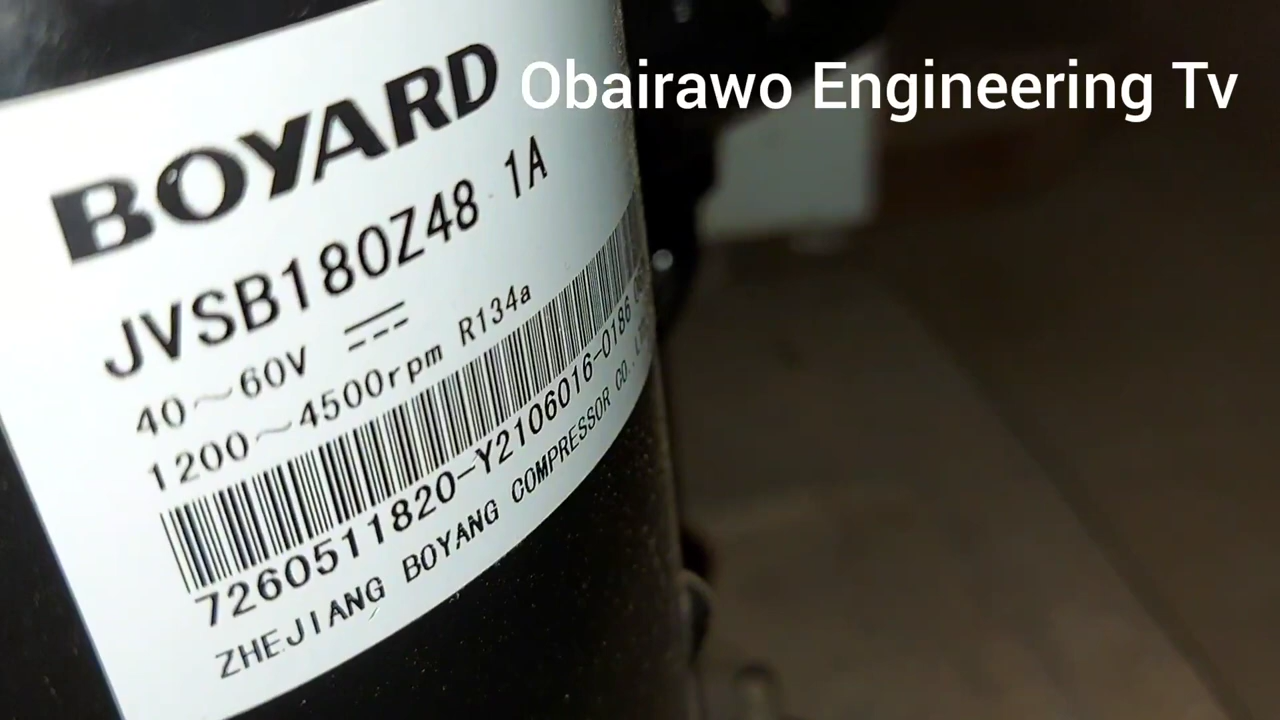 Obairawo Engineering Tv
BOYARD
JVSB180Z48 1A
40~60V ⎓
1200~4500rpm R134a
7260511820-Y2106016-0186
ZHEJIANG BOYANG COMPRESSOR CO.,